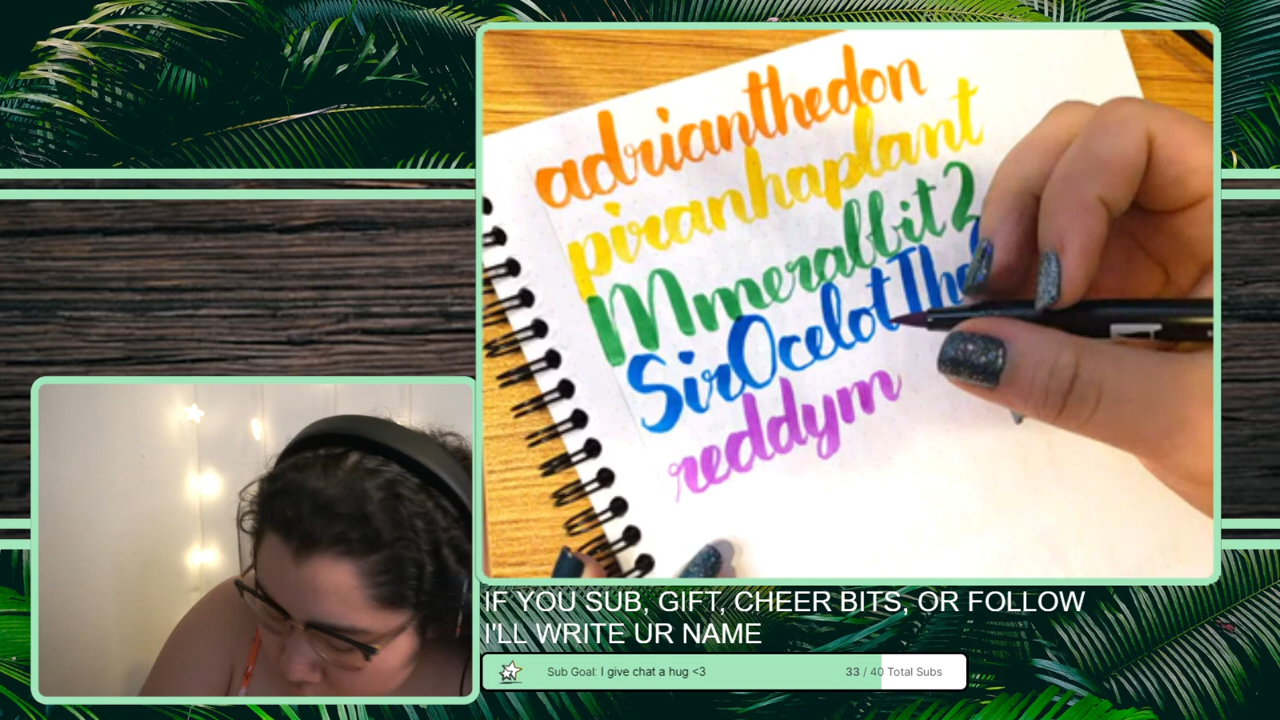 adrianthedon
piranhaplant
Mmerabbit2
SirOcelotThe
reddym
IF YOU SUB, GIFT, CHEER BITS, OR FOLLOW
I'LL WRITE UR NAME
Sub Goal: I give chat a hug <3 33 / 40 Total Subs